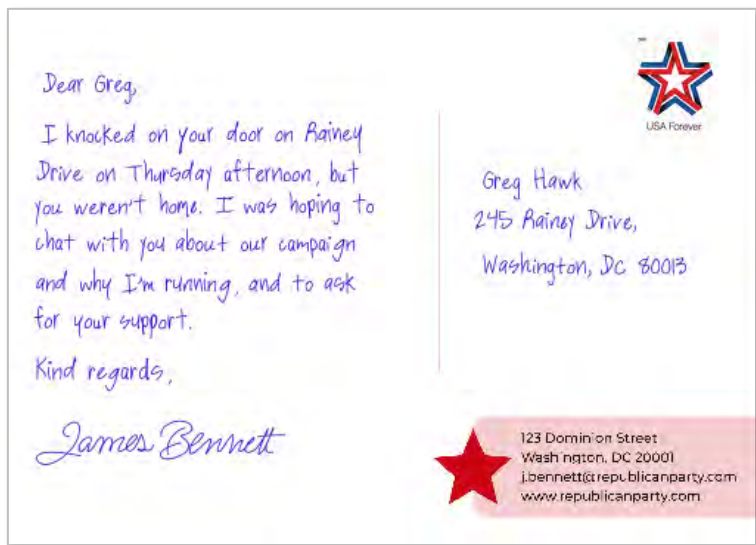 Dear Greg,
I knocked on your door on Rainey
Drive on Thursday afternoon, but
you weren't home. I was hoping to
chat with you about our campaign
and why I'm running, and to ask
for your support.
Kind regards,
James Bennett
USA Forever
Greg Hawk
245 Rainey Drive,
Washington, DC 80013
123 Dominion Street
Washington, DC 20001
j.bennett@republicanparty.com
www.republicanparty.com